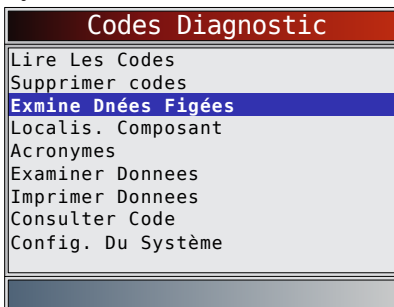 Codes Diagnostic
Lire Les Codes
Supprimer codes
Exmine Dnées Figées
Localis. Composant
Acronymes
Examiner Donnees
Imprimer Donnees
Consulter Code
Config. Du Système